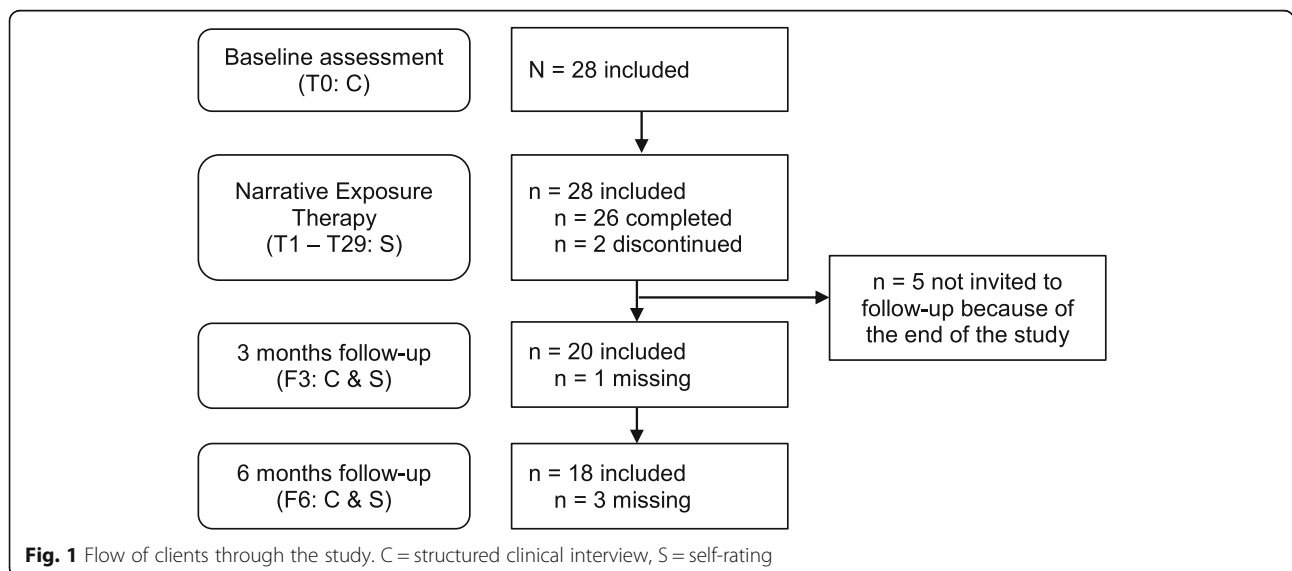 Baseline assessment
(T0: C)
N = 28 included
Narrative Exposure
Therapy
(T1 – T29: S)
n = 28 included
n = 26 completed
n = 2 discontinued
n = 5 not invited to
follow-up because of
the end of the study
3 months follow-up
(F3: C & S)
n = 20 included
n = 1 missing
6 months follow-up
(F6: C & S)
n = 18 included
n = 3 missing
Fig. 1 Flow of clients through the study. C = structured clinical interview, S = self-rating